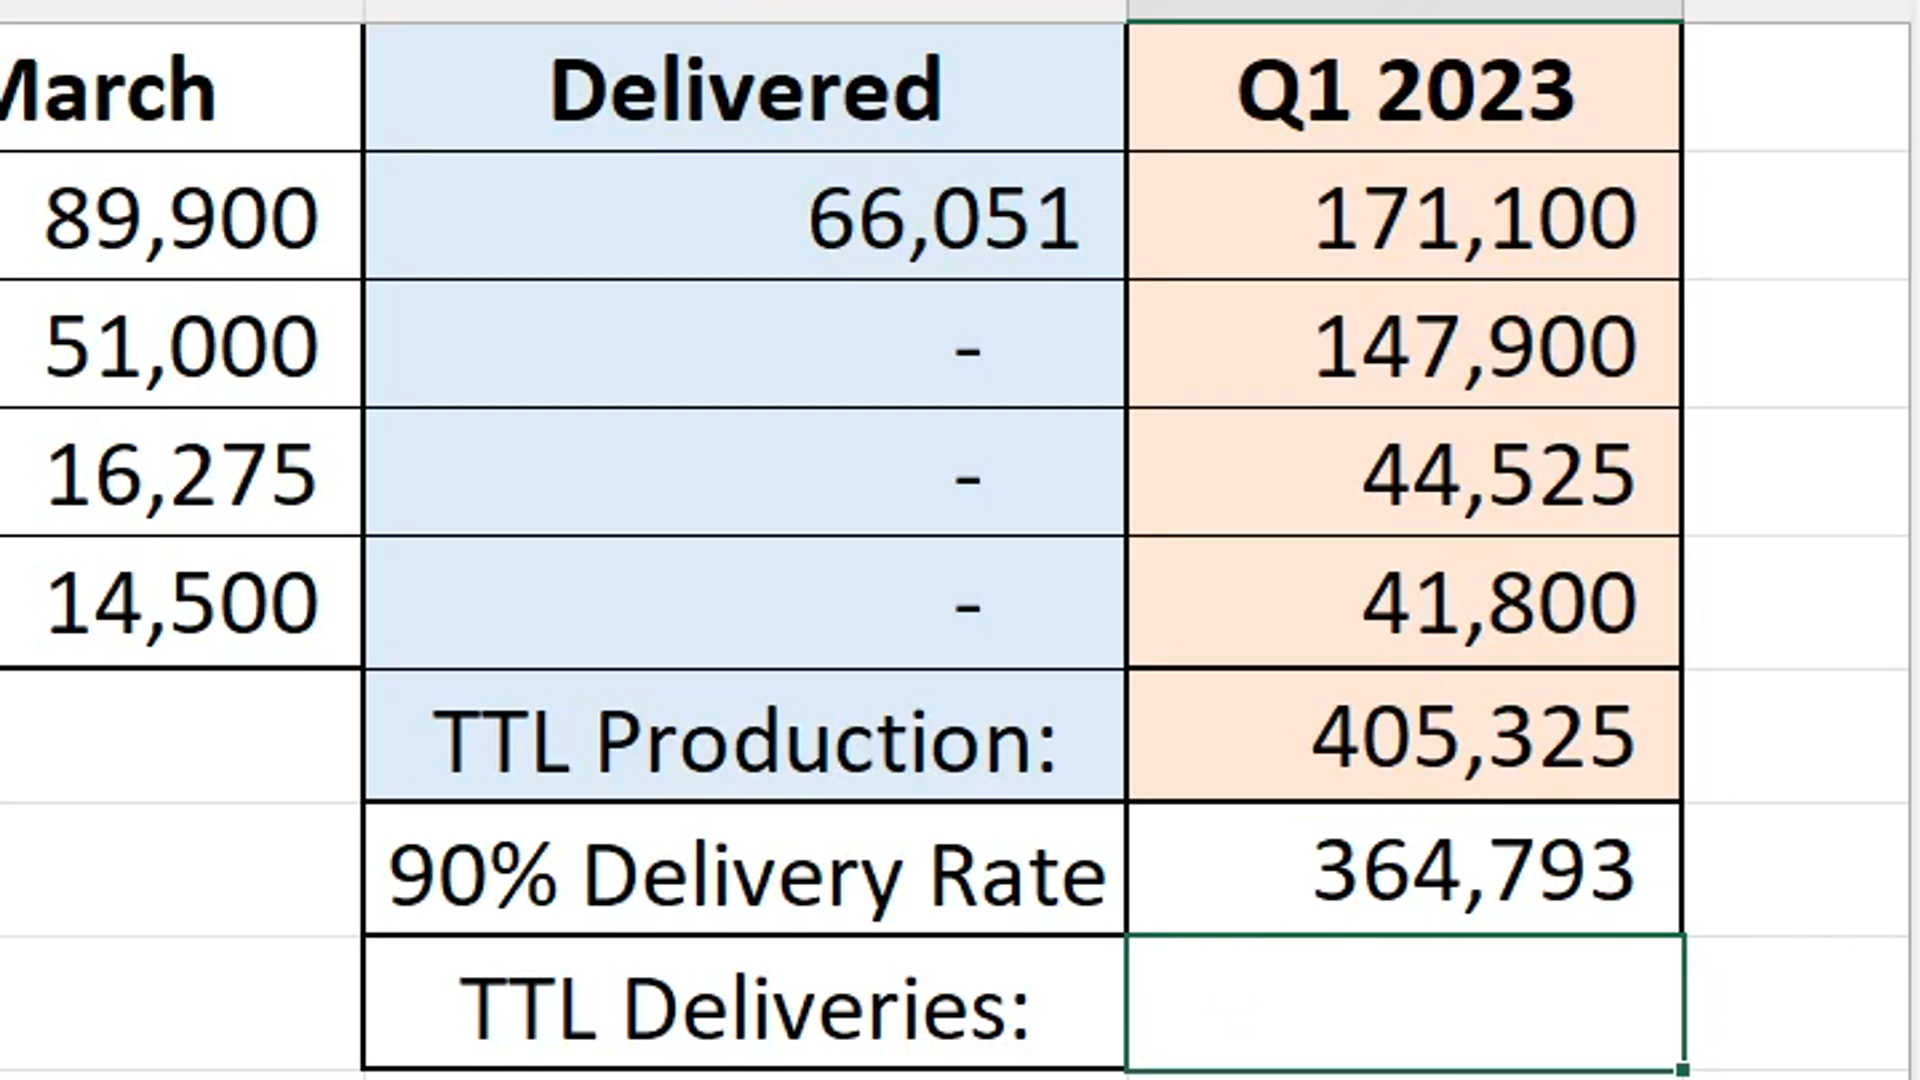 March Delivered Q1 2023
89,900 66,051 171,100
51,000 - 147,900
16,275 - 44,525
14,500 - 41,800
TTL Production: 405,325
90% Delivery Rate 364,793
TTL Deliveries: